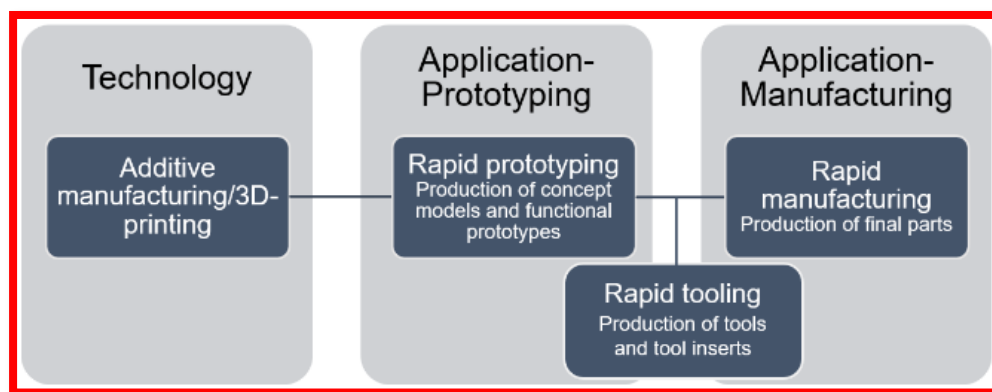 Technology
Additive
manufacturing/3D-
printing
Application-
Prototyping
Rapid prototyping
Production of concept
models and functional
prototypes
Application-
Manufacturing
Rapid
manufacturing
Production of final parts
Rapid tooling
Production of tools
and tool inserts